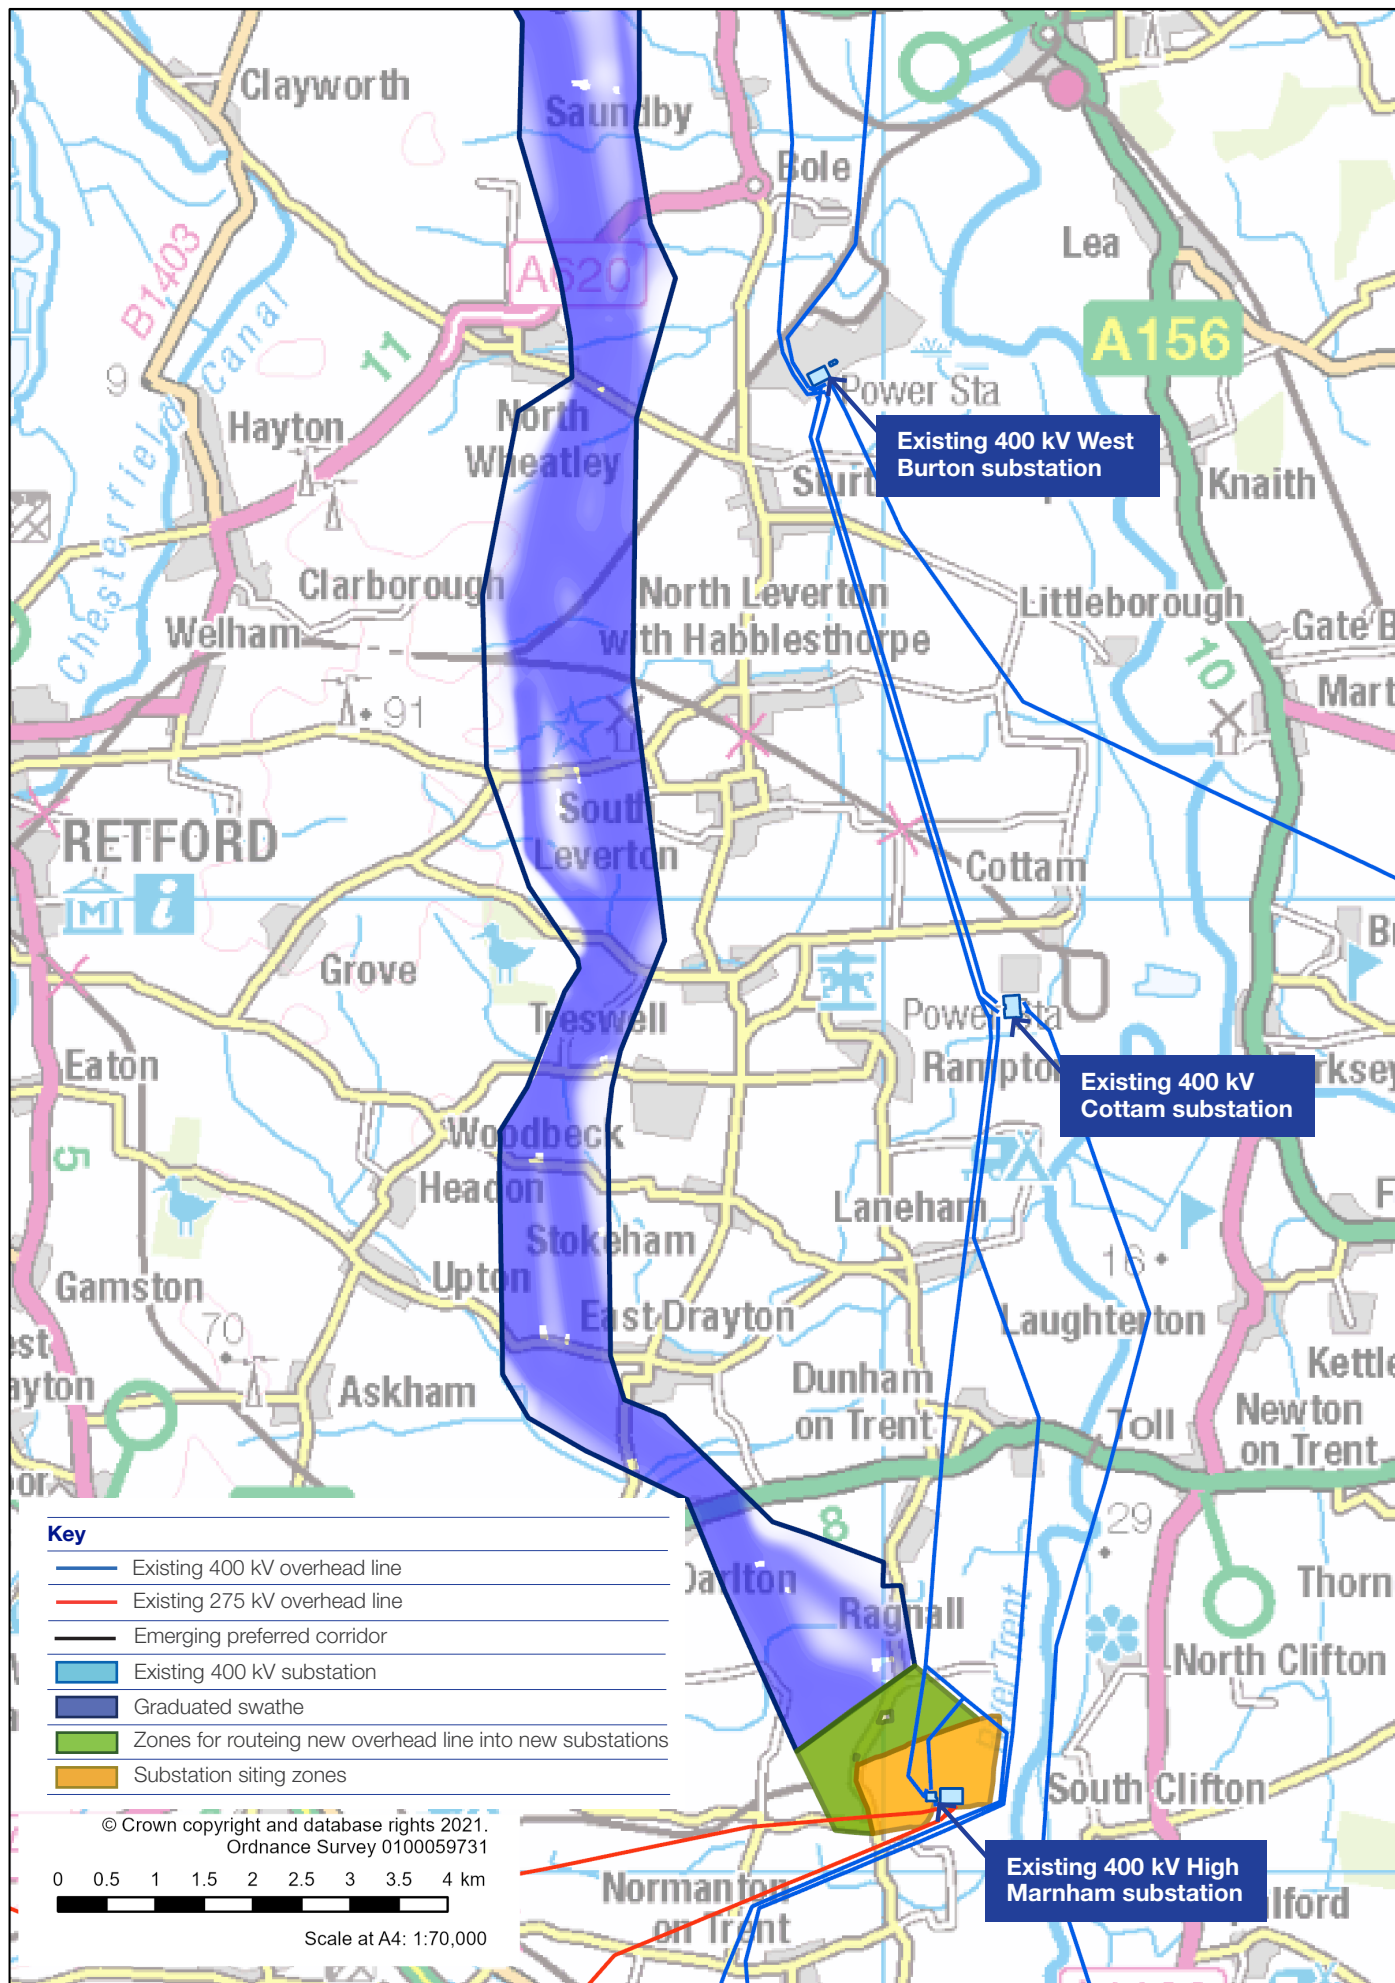 Clayworth
Saundby
Bole
Lea
B1403
Canal
A620
11
A156
9
Power Sta
Hayton
North
Wheatley
Existing 400 kV West
Burton substation
Knaith
Chesterfield
Clarborough
North Leverton
with Habblesthorpe
Littleborough
Welham
Gate B
10
Mart
91
South
Leverton
RETFORD
M
i
Cottam
Grove
Treswell
Power Sta
Rampton
Eaton
Existing 400 kV
Cottam substation
5
Woodbeck
Headon
Laneham
F
Stokeham
Upton
16
Gamston
East Drayton
Laughterton
70
Kettle
Askham
Dunham
on Trent
Toll
Newton
on Trent
8
29
Key
Existing 400 kV overhead line
Existing 275 kV overhead line
Emerging preferred corridor
Existing 400 kV substation
Graduated swathe
Zones for routeing new overhead line into new substations
Substation siting zones
Darlton
Ragnall
Thorn
North Clifton
South Clifton
© Crown copyright and database rights 2021.
Ordnance Survey 0100059731
0 0.5 1 1.5 2 2.5 3 3.5 4 km
Scale at A4: 1:70,000
Existing 400 kV High
Marnham substation
Normanton
on Trent